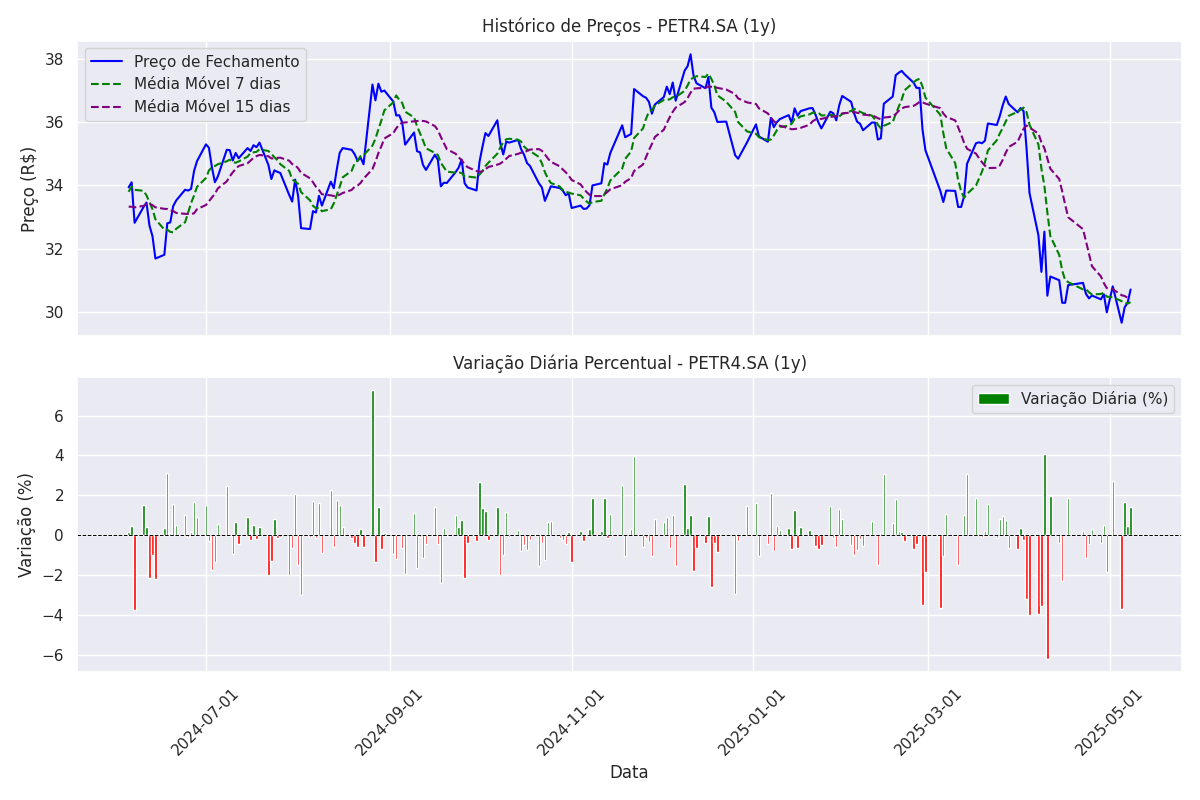 Histórico de Preços - PETR4.SA (1y)
Preço (R$)
38
36
34
32
30
Preço de Fechamento
Média Móvel 7 dias
Média Móvel 15 dias
Variação Diária Percentual - PETR4.SA (1y)
Variação (%)
6
4
2
0
−2
−4
−6
Variação Diária (%)
2024-07-01
2024-09-01
2024-11-01
2025-01-01
2025-03-01
2025-05-01
Data